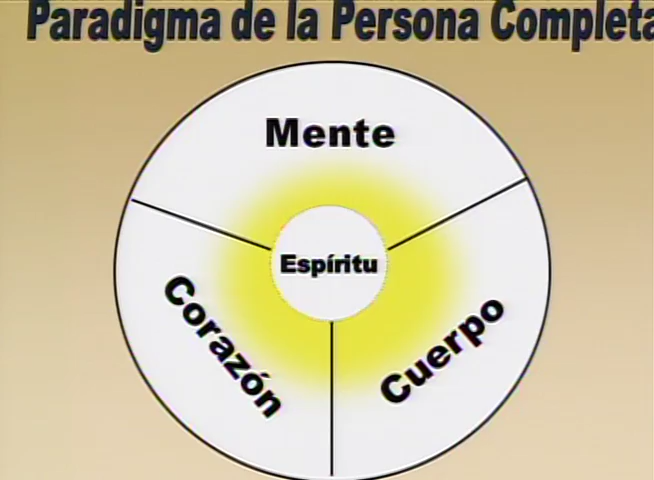 Paradigma de la Persona Completa
Mente
Espíritu
Corazón
Cuerpo